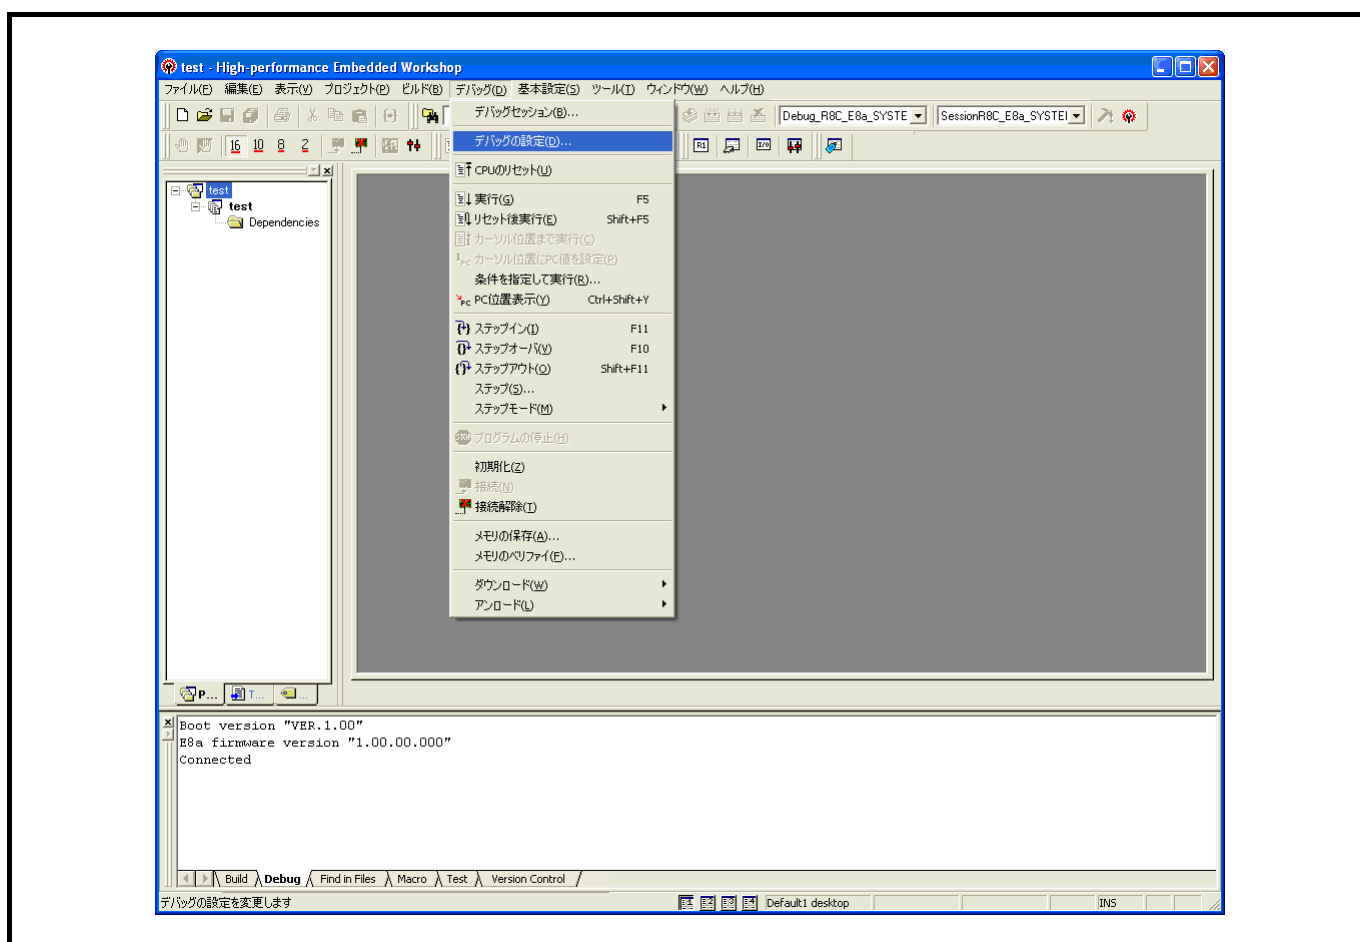 test - High-performance Embedded Workshop
ファイル(F) 編集(E) 表示(V) プロジェクト(P) ビルド(B) デバッグ(D) 基本設定(S) ツール(T) ウィンドウ(W) ヘルプ(H)
Debug_R8C_E8a_SYSTE SessionR8C_E8a_SYSTE
16 10 8 2
デバッグセッション(B)...
デバッグの設定(D)...
CPUのリセット(U)
実行(G) F5
リセット後実行(E) Shift+F5
カーソル位置まで実行(C)
カーソル位置にPC値を設定(P)
条件を指定して実行(R)...
PC位置表示(Y) Ctrl+Shift+Y
ステップイン(I) F11
ステップオーバ(V) F10
ステップアウト(O) Shift+F11
ステップ(S)...
ステップモード(M)
STOP プログラムの停止(H)
初期化(Z)
接続(N)
接続解除(T)
メモリの保存(A)...
メモリのベリファイ(F)...
ダウンロード(W)
アンロード(L)
test
test
Dependencies
P... T... ...
Boot version "VER.1.00"
E8a firmware version "1.00.00.000"
Connected
Build Debug Find in Files Macro Test Version Control
デバッグの設定を変更します Default1 desktop INS